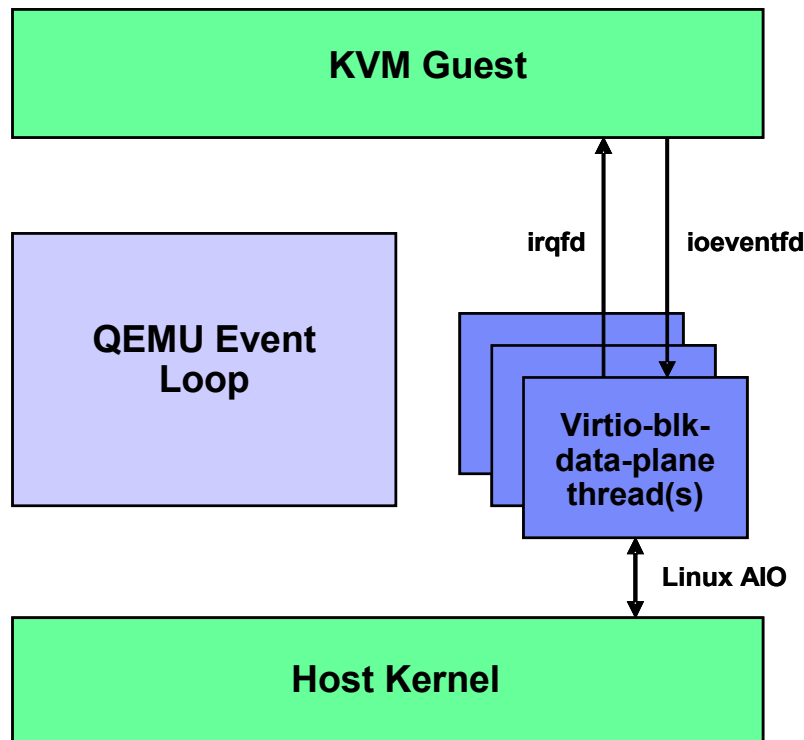 KVM Guest
irqfd
ioeventfd
QEMU Event
Loop
Virtio-blk-
data-plane
thread(s)
Linux AIO
Host Kernel